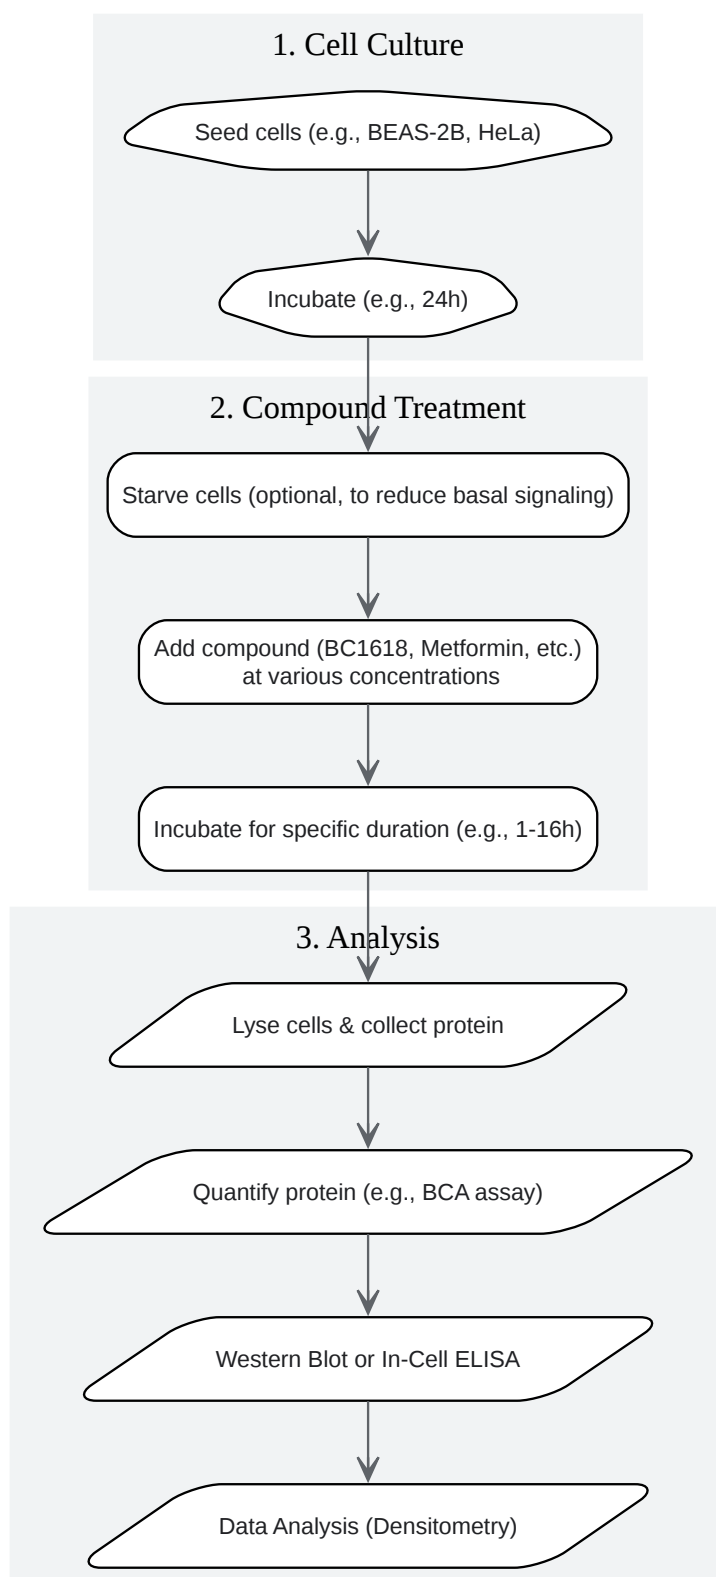 1. Cell Culture
Seed cells (e.g., BEAS-2B, HeLa)
Incubate (e.g., 24h)
2. Compound Treatment
Starve cells (optional, to reduce basal signaling)
Add compound (BC1618, Metformin, etc.)
at various concentrations
Incubate for specific duration (e.g., 1-16h)
3. Analysis
Lyse cells & collect protein
Quantify protein (e.g., BCA assay)
Western Blot or In-Cell ELISA
Data Analysis (Densitometry)